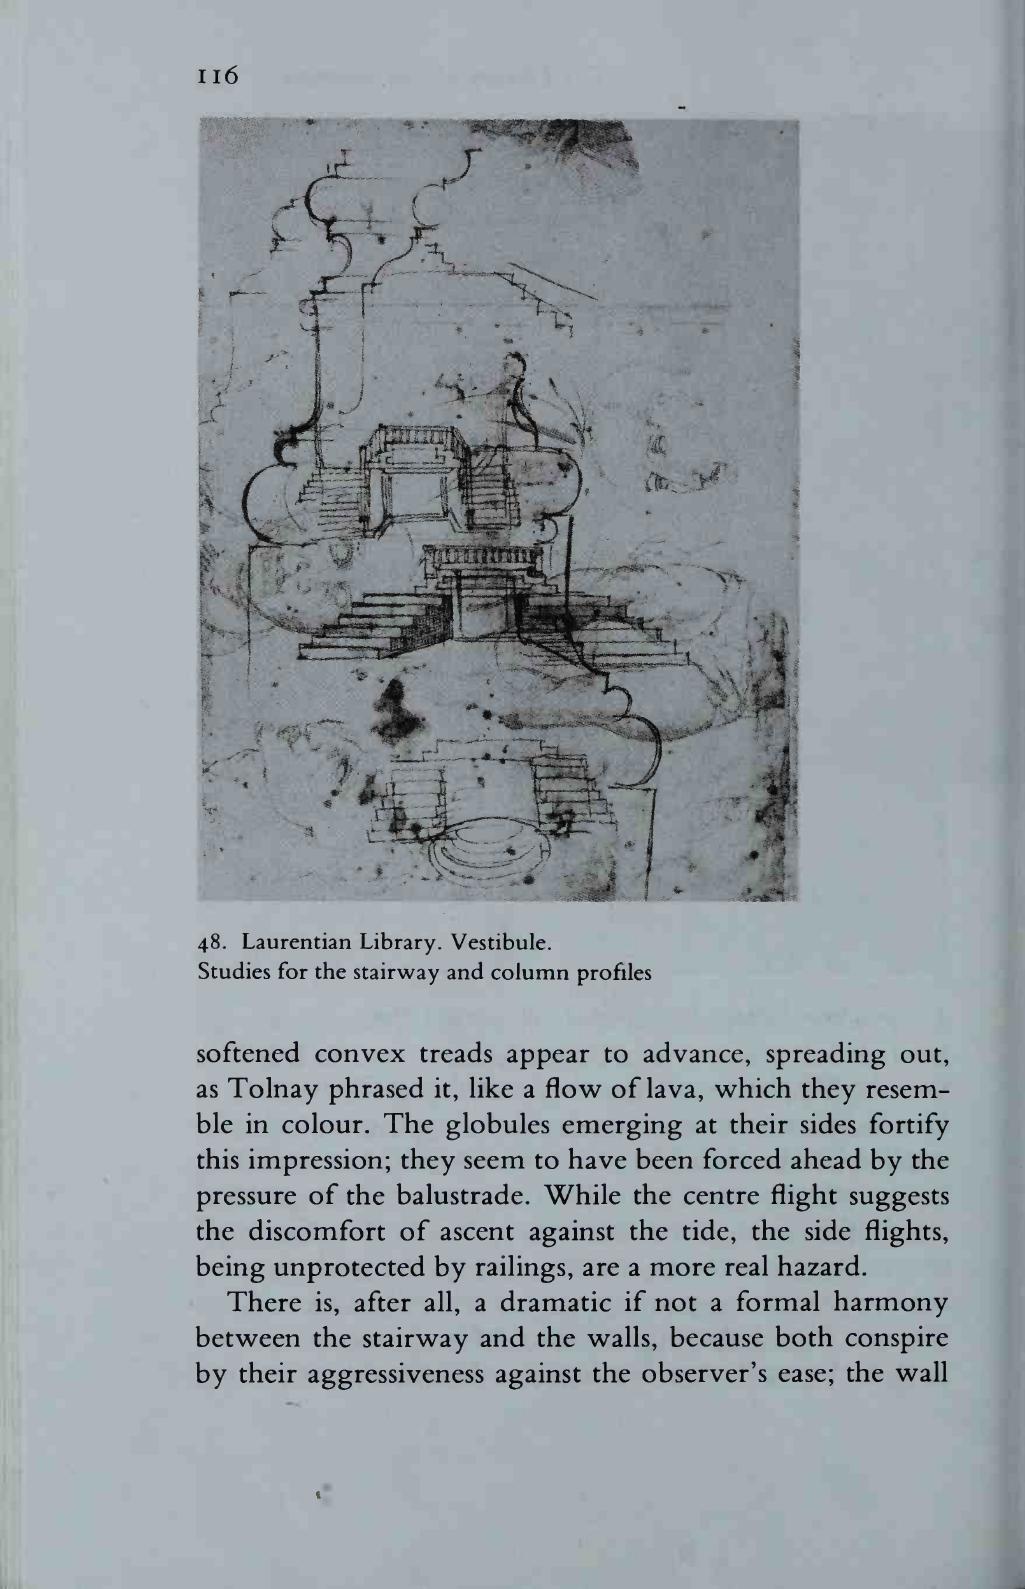 116
48. Laurentian Library. Vestibule.
Studies for the stairway and column profiles
softened convex treads appear to advance, spreading out,
as Tolnay phrased it, like a flow of lava, which they resem-
ble in colour. The globules emerging at their sides fortify
this impression; they seem to have been forced ahead by the
pressure of the balustrade. While the centre flight suggests
the discomfort of ascent against the tide, the side flights,
being unprotected by railings, are a more real hazard.
There is, after all, a dramatic if not a formal harmony
between the stairway and the walls, because both conspire
by their aggressiveness against the observer's ease; the wall